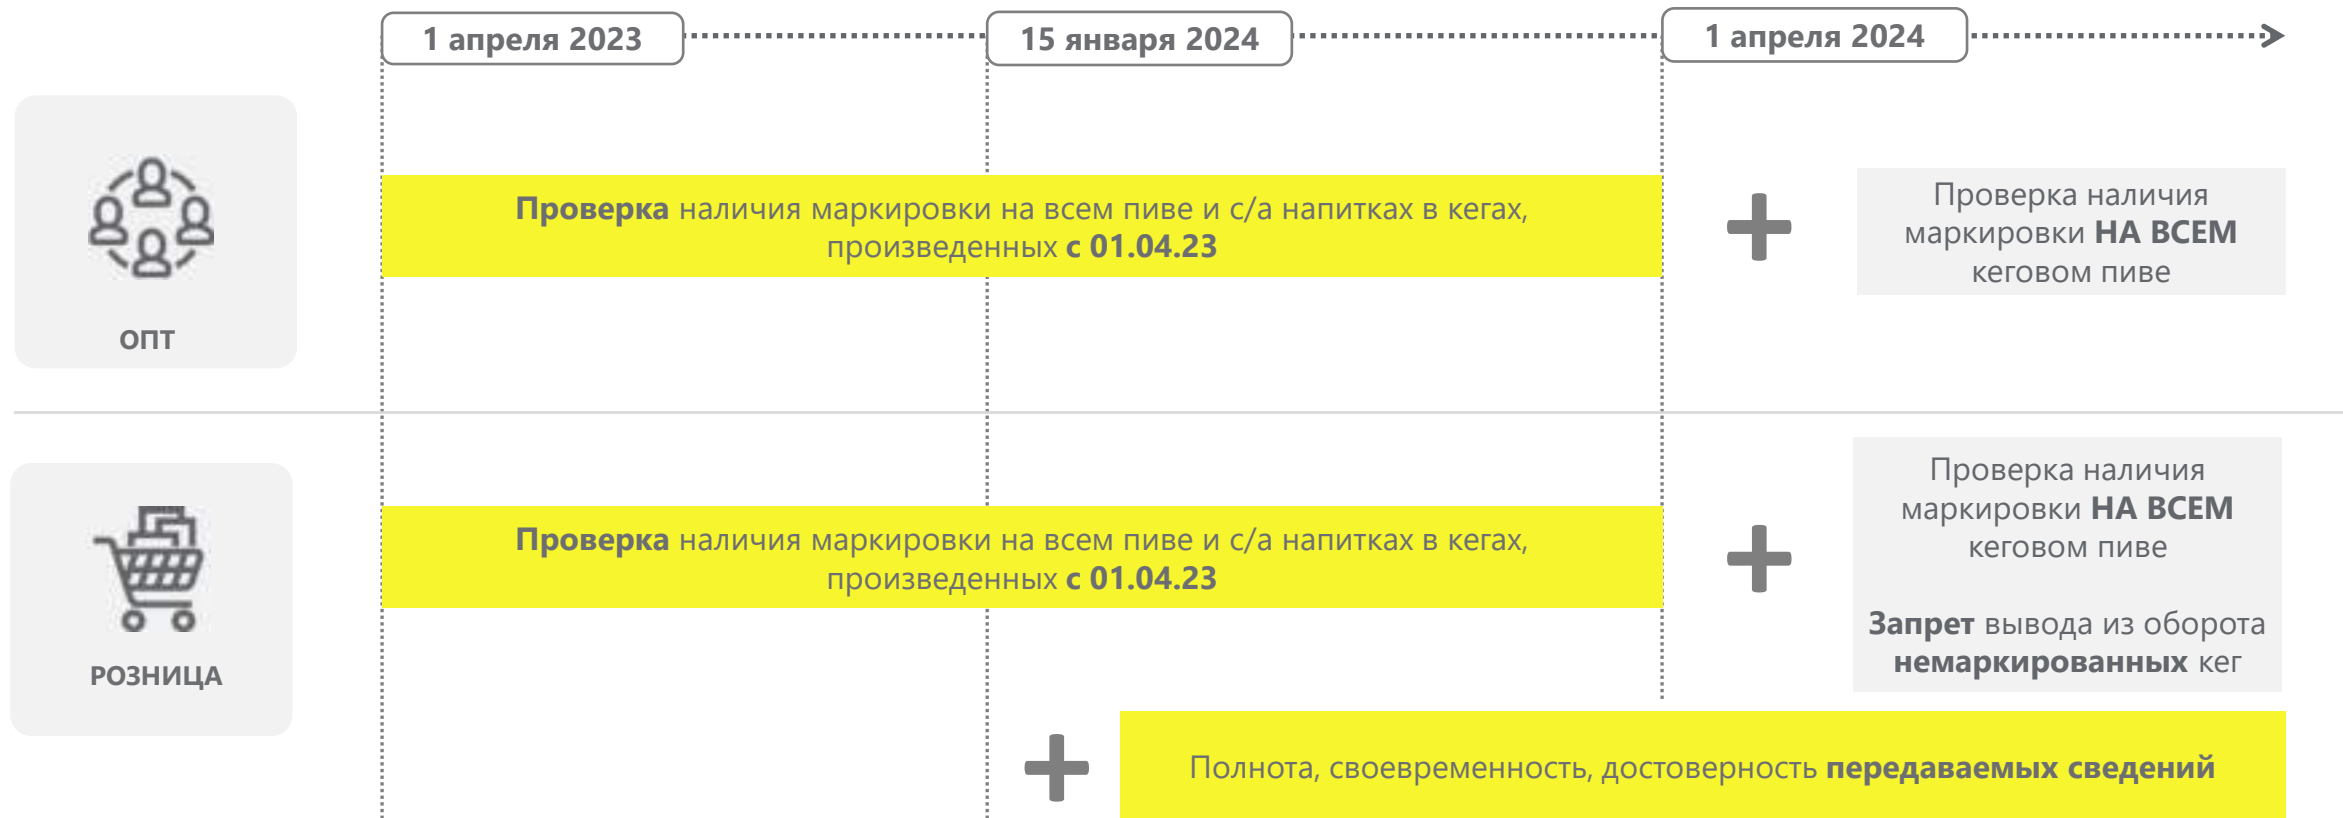 1 апреля 2023
15 января 2024
1 апреля 2024
ОПТ
Проверка наличия маркировки на всем пиве и с/а напитках в кегах,
произведенных с 01.04.23
Проверка наличия
маркировки НА ВСЕМ
кеговом пиве
РОЗНИЦА
Проверка наличия маркировки на всем пиве и с/а напитках в кегах,
произведенных с 01.04.23
Проверка наличия
маркировки НА ВСЕМ
кеговом пиве
Запрет вывода из оборота
немаркированных кег
Полнота, своевременность, достоверность передаваемых сведений